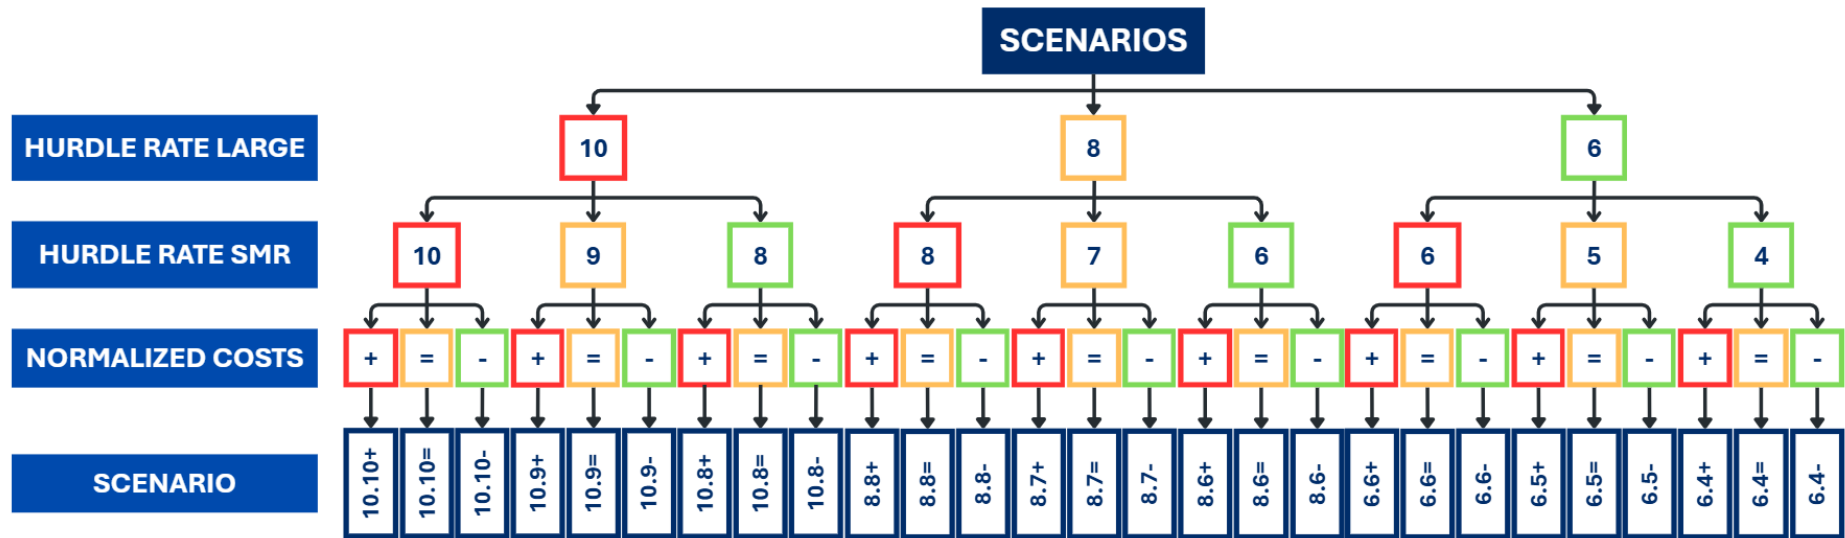 SCENARIOS
HURDLE RATE LARGE 10 8 6
HURDLE RATE SMR 10 9 8 8 7 6 6 5 4
NORMALIZED COSTS + = - + = - + = - + = - + = - + = - + = - + = - + = -
SCENARIO 10.10+ 10.10= 10.10- 10.9+ 10.9= 10.9- 10.8+ 10.8= 10.8- 8.8+ 8.8= 8.8- 8.7+ 8.7= 8.7- 8.6+ 8.6= 8.6- 6.6+ 6.6= 6.6- 6.5+ 6.5= 6.5- 6.4+ 6.4= 6.4-